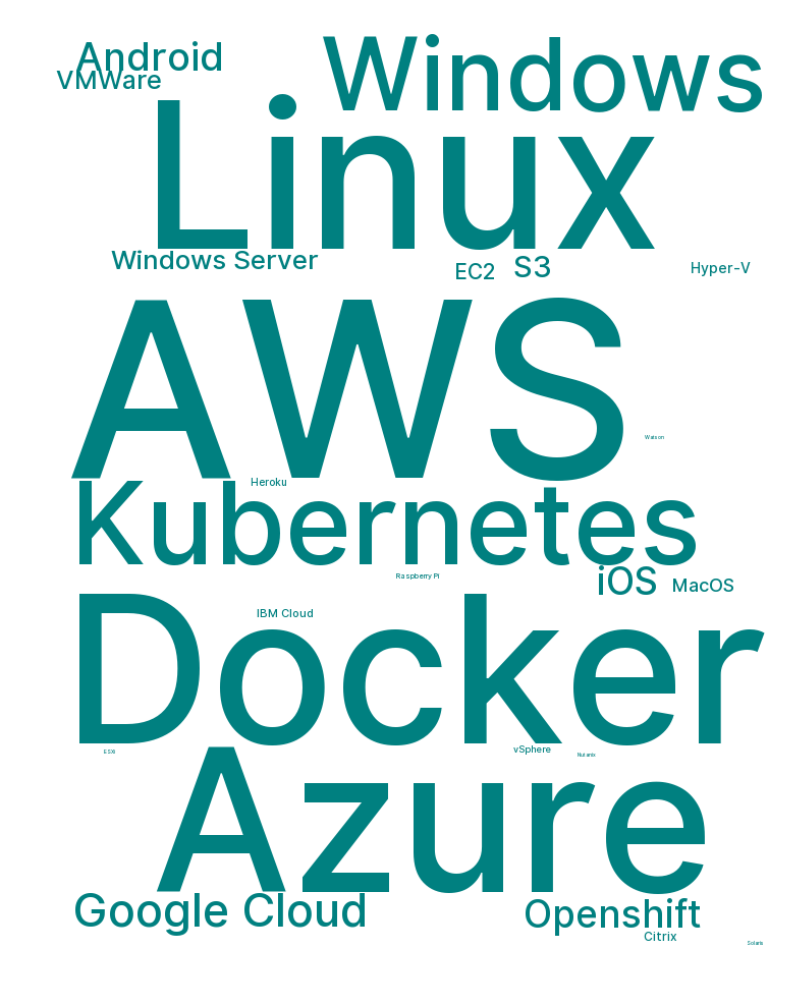 Android
Windows
VMWare
Linux
Windows Server
EC2
S3
Hyper-V
AWS
Watson
Heroku
Kubernetes
Raspberry Pi
iOS
MacOS
Docker
IBM Cloud
vSphere
Nutanix
Azure
Google Cloud
Openshift
Citrix
Solaris